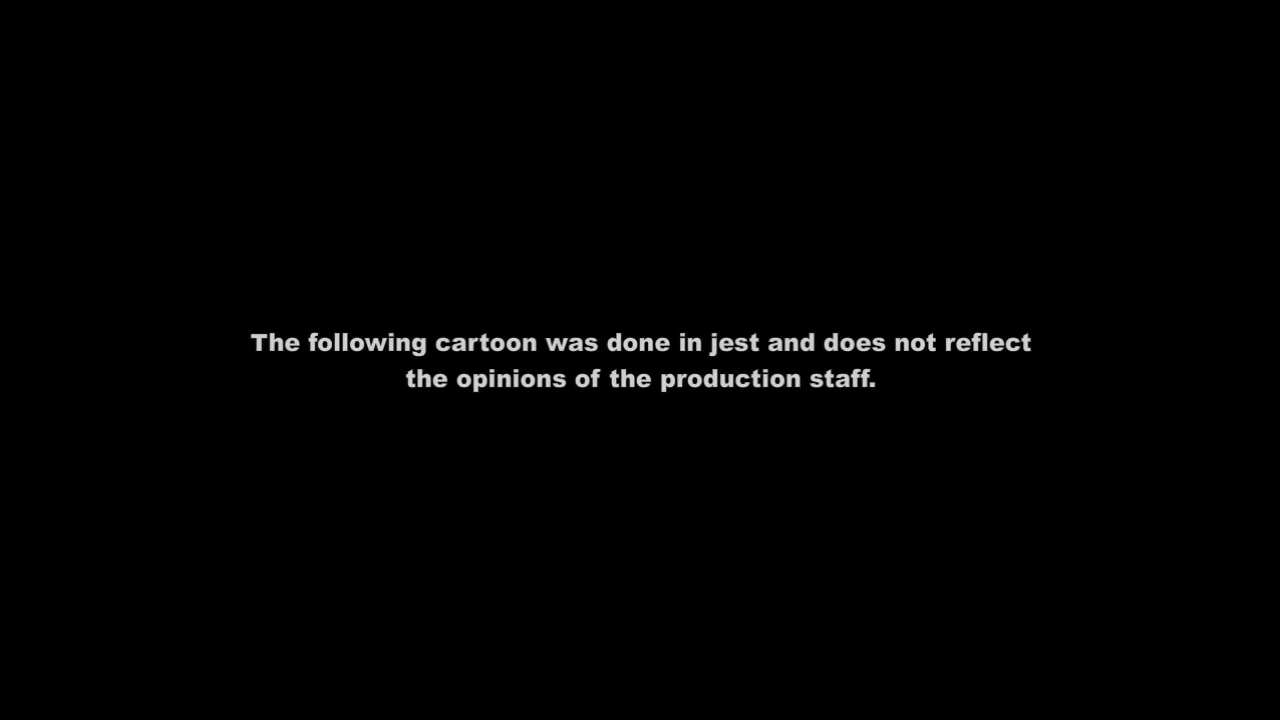 The following cartoon was done in jest and does not reflect
the opinions of the production staff.